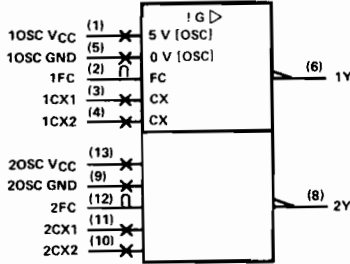 ! G ▷
1OSC VCC (1) 5 V [OSC]
1OSC GND (5) 0 V [OSC]
1FC (2) FC (6) 1Y
1CX1 (3) CX
1CX2 (4) CX
2OSC VCC (13)
2OSC GND (9)
2FC (12) (8) 2Y
2CX1 (11)
2CX2 (10)